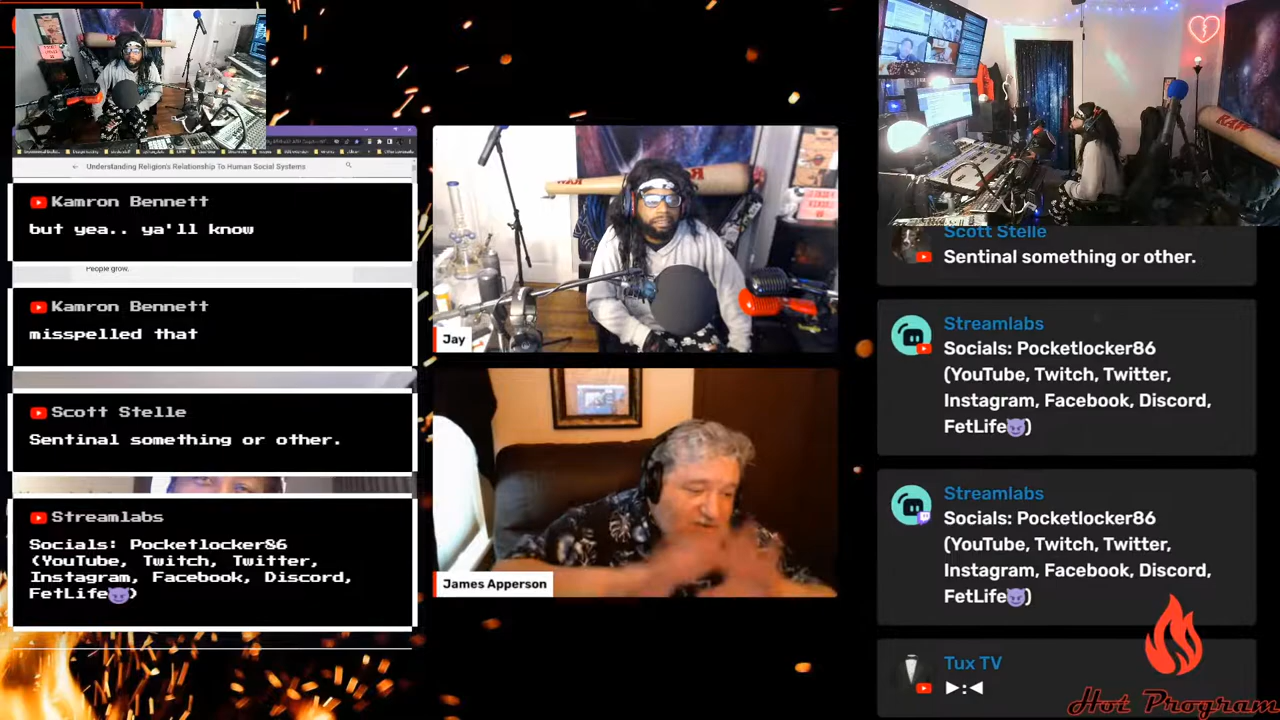 Understanding Religion's Relationship To Human Social Systems
Kamron Bennett
but yea.. ya'll know
People grow.
Kamron Bennett
misspelled that
Scott Stelle
Sentinal something or other.
Streamlabs
Socials: Pocketlocker86
(YouTube, Twitch, Twitter,
Instagram, Facebook, Discord,
FetLife😈)
RAW
Jay
James Apperson
RAW
Scott Stelle
Sentinal something or other.
Streamlabs
Socials: Pocketlocker86
(YouTube, Twitch, Twitter,
Instagram, Facebook, Discord,
FetLife😈)
Streamlabs
Socials: Pocketlocker86
(YouTube, Twitch, Twitter,
Instagram, Facebook, Discord,
FetLife😈)
Tux TV
▶:◀
Hot Program